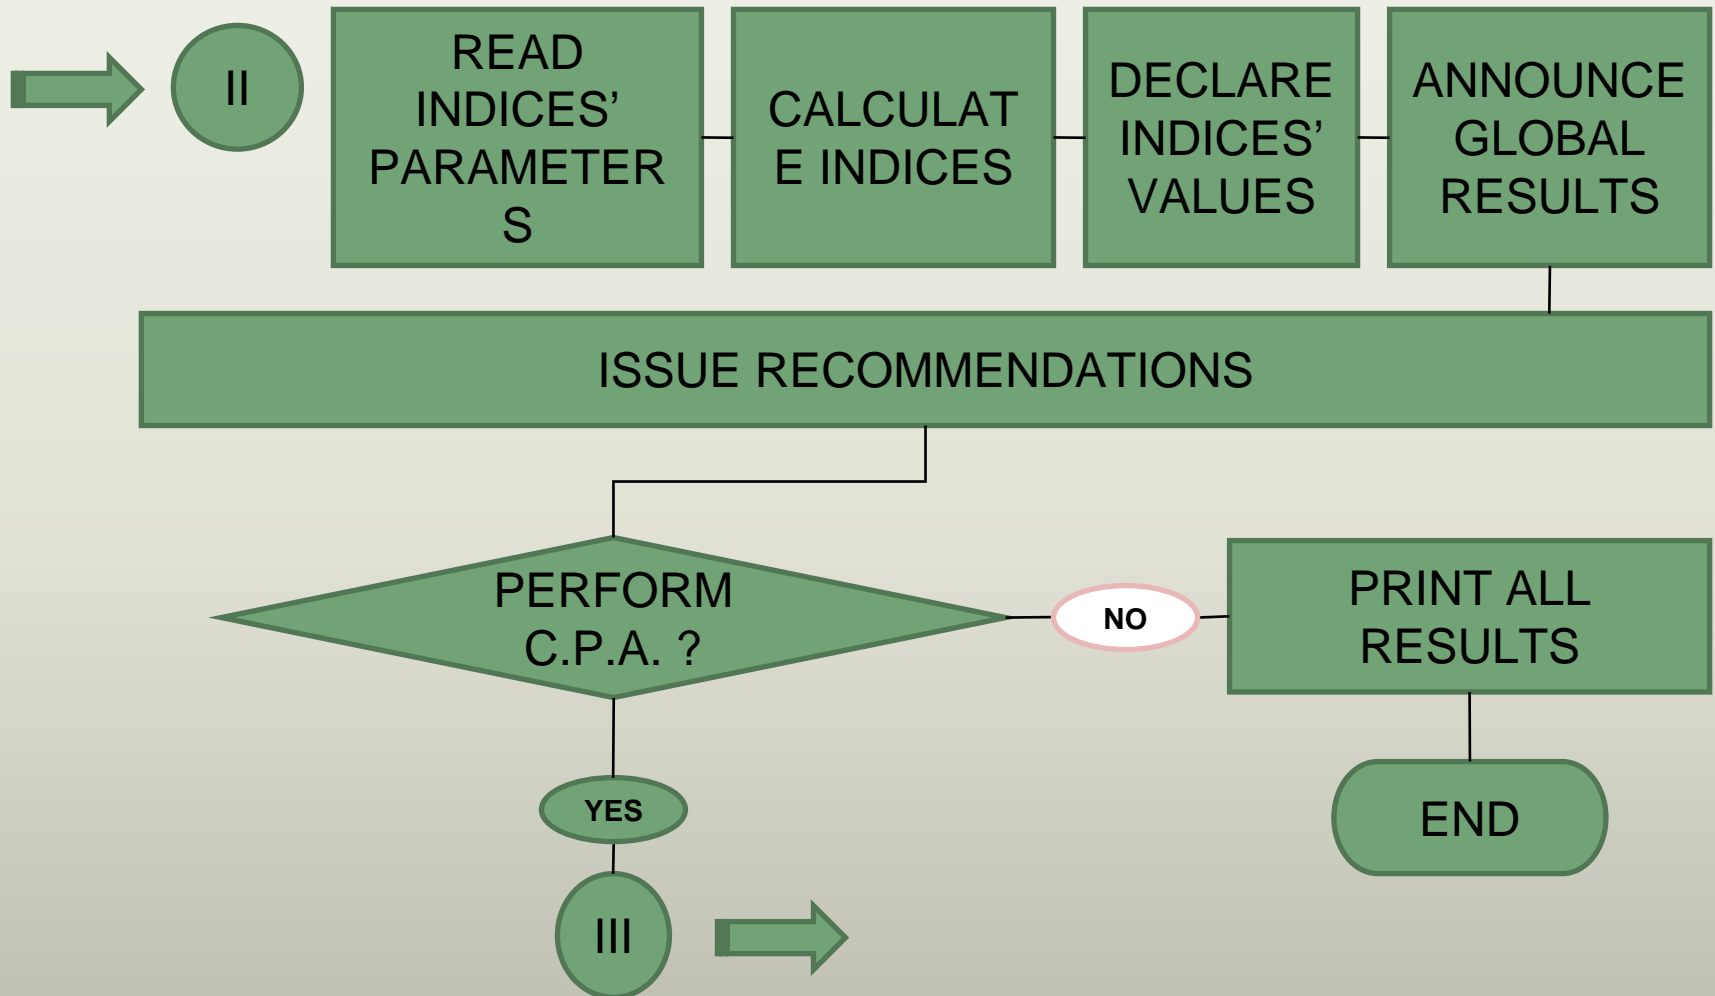 II
READ
INDICES’
PARAMETER
S
CALCULAT
E INDICES
DECLARE
INDICES’
VALUES
ANNOUNCE
GLOBAL
RESULTS
ISSUE RECOMMENDATIONS
PERFORM
C.P.A. ?
NO
PRINT ALL
RESULTS
YES
END
III